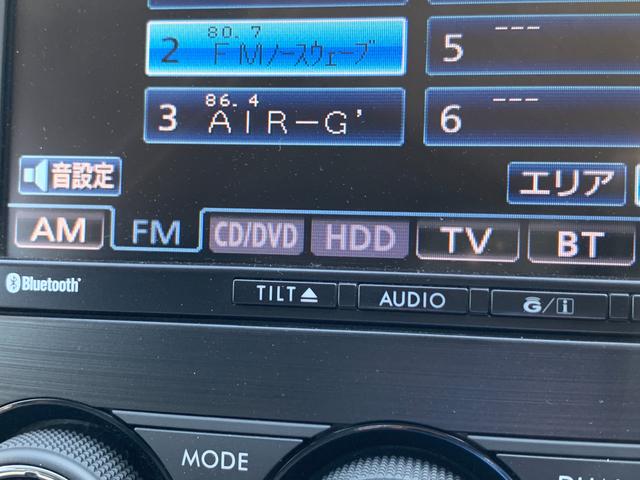 80.7
2 FMノースウェーブ
5 ---
86.4
3 AIR-G'
6 ---
音設定
エリア
AM FM CD/DVD HDD TV BT
Bluetooth TILT AUDIO G/i
MODE